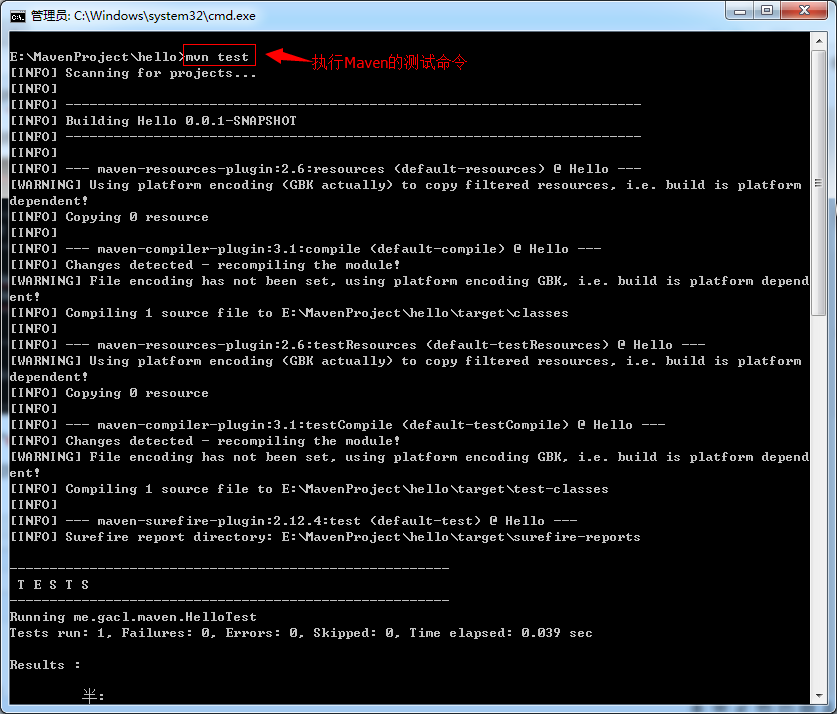 管理员: C:\Windows\system32\cmd.exe
E:\MavenProject\hello>mvn test
执行Maven的测试命令
[INFO] Scanning for projects...
[INFO]
[INFO] ------------------------------------------------------------------------
[INFO] Building Hello 0.0.1-SNAPSHOT
[INFO] ------------------------------------------------------------------------
[INFO]
[INFO] --- maven-resources-plugin:2.6:resources (default-resources) @ Hello ---
[WARNING] Using platform encoding (GBK actually) to copy filtered resources, i.e. build is platform
dependent!
[INFO] Copying 0 resource
[INFO]
[INFO] --- maven-compiler-plugin:3.1:compile (default-compile) @ Hello ---
[INFO] Changes detected - recompiling the module!
[WARNING] File encoding has not been set, using platform encoding GBK, i.e. build is platform depend
ent!
[INFO] Compiling 1 source file to E:\MavenProject\hello\target\classes
[INFO]
[INFO] --- maven-resources-plugin:2.6:testResources (default-testResources) @ Hello ---
[WARNING] Using platform encoding (GBK actually) to copy filtered resources, i.e. build is platform
dependent!
[INFO] Copying 0 resource
[INFO]
[INFO] --- maven-compiler-plugin:3.1:testCompile (default-testCompile) @ Hello ---
[INFO] Changes detected - recompiling the module!
[WARNING] File encoding has not been set, using platform encoding GBK, i.e. build is platform depend
ent!
[INFO] Compiling 1 source file to E:\MavenProject\hello\target\test-classes
[INFO]
[INFO] --- maven-surefire-plugin:2.12.4:test (default-test) @ Hello ---
[INFO] Surefire report directory: E:\MavenProject\hello\target\surefire-reports
-------------------------------------------------------
T E S T S
-------------------------------------------------------
Running me.gacl.maven.HelloTest
Tests run: 1, Failures: 0, Errors: 0, Skipped: 0, Time elapsed: 0.039 sec
Results :
半: